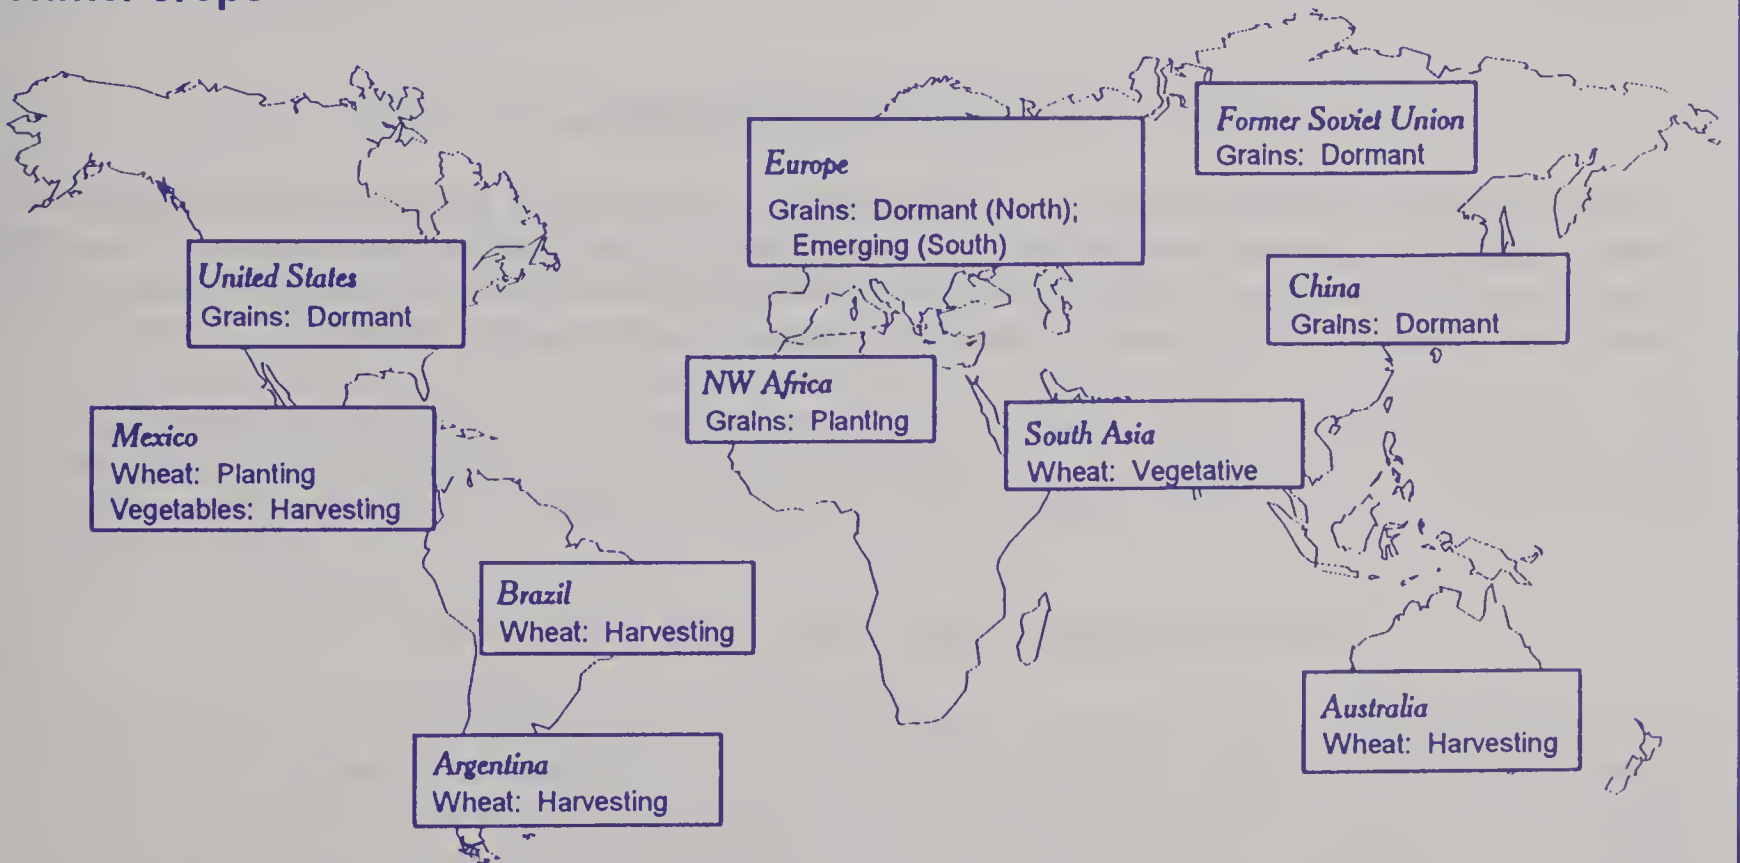 Former Soviet Union
Grains: Dormant
Europe
Grains: Dormant (North);
Emerging (South)
United States
Grains: Dormant
China
Grains: Dormant
NW Africa
Grains: Planting
South Asia
Wheat: Vegetative
Mexico
Wheat: Planting
Vegetables: Harvesting
Brazil
Wheat: Harvesting
Australia
Wheat: Harvesting
Argentina
Wheat: Harvesting